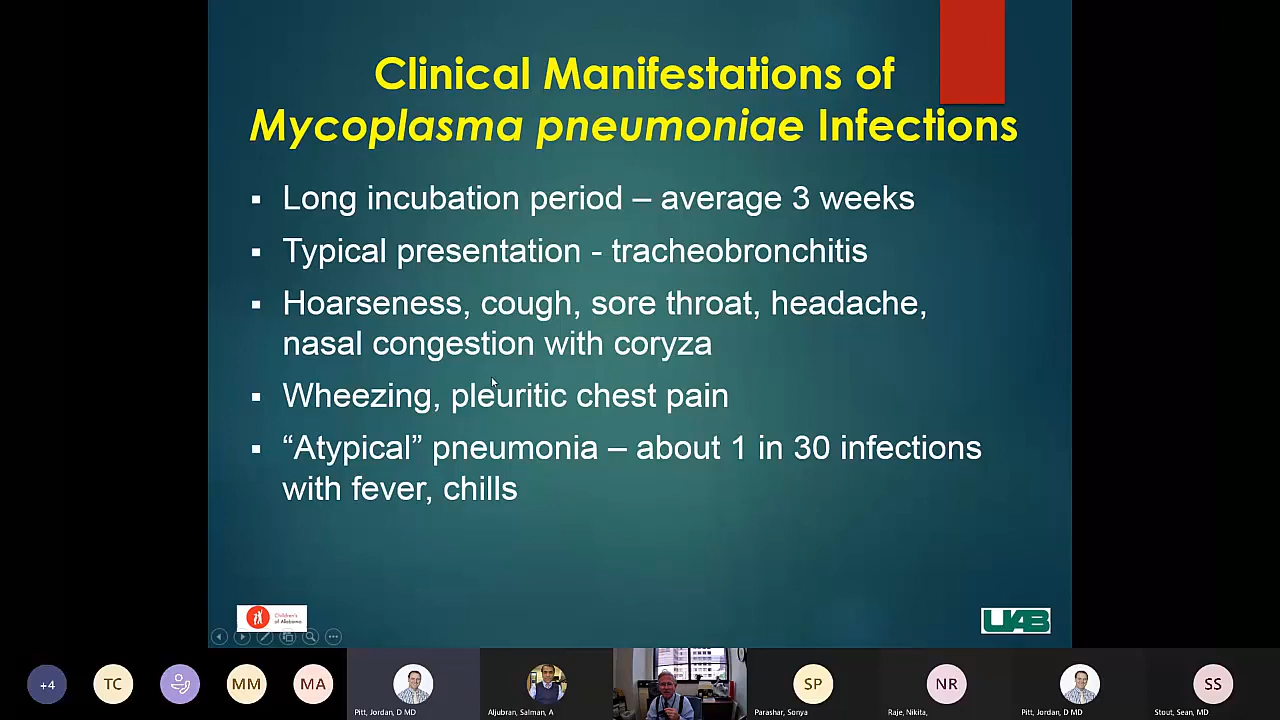 Clinical Manifestations of
Mycoplasma pneumoniae Infections
▪ Long incubation period – average 3 weeks
▪ Typical presentation - tracheobronchitis
▪ Hoarseness, cough, sore throat, headache,
nasal congestion with coryza
▪ Wheezing, pleuritic chest pain
▪ “Atypical” pneumonia – about 1 in 30 infections
with fever, chills
Children's
of Alabama
UAB
+4
TC
MM
MA
SP
NR
SS
Pitt, Jordan, D MD
Aljubran, Salman, A
Parashar, Sonya
Raje, Nikita,
Pitt, Jordan, D MD
Stout, Sean, MD